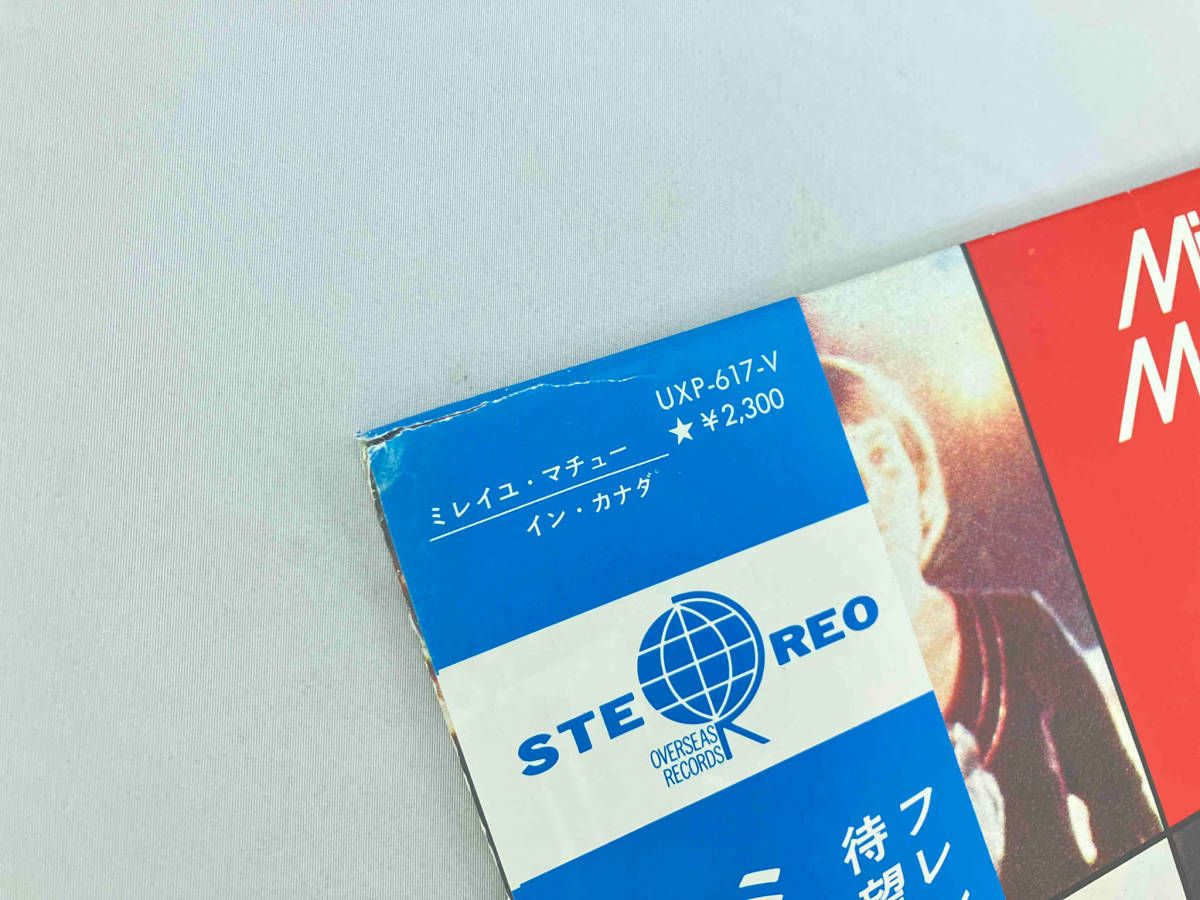 UXP-617-V
★¥2,300
ミレイユ・マチュー
イン・カナダ
STEREO
OVERSEAS
RECORDS
フレ
待望
ミ
M
M